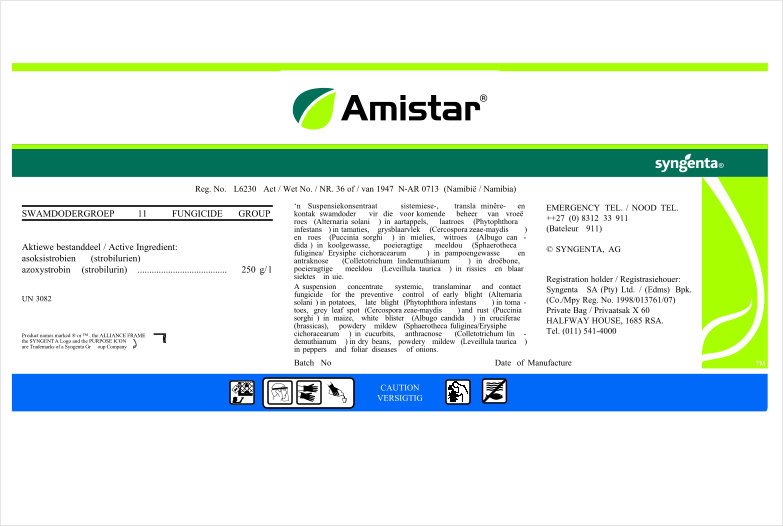 Amistar®
syngenta®
Reg. No. L6230 Act / Wet No. / NR. 36 of / van 1947 N-AR 0713 (Namibië / Namibia)
SWAMDODERGROEP 11 FUNGICIDE GROUP
Aktiewe bestanddeel / Active Ingredient:
asoksistrobien (strobilurien)
azoxystrobin (strobilurin) ..................................... 250 g/l
UN 3082
Product names marked ® or ™, the ALLIANCE FRAME
the SYNGENTA Logo and the PURPOSE ICON
are Trademarks of a Syngenta Gr oup Company
'n Suspensiekonsentraat sistemiese-, transla minêre- en
kontak swamdoder vir die voor komende beheer van vroeë
roes (Alternaria solani ) in aartappels, laatroes (Phytophthora
infestans ) in tamaties, grysblaarvlek (Cercospora zeae-maydis )
en roes (Puccinia sorghi ) in mielies, witroes (Albugo can -
dida ) in koolgewasse, poeieragtige meeldou (Sphaerotheca
fuliginea/ Erysiphe cichoracearum ) in pampoengewasse en
antraknose (Colletotrichum lindemuthianum ) in droëbone,
poeieragtige meeldou (Leveillula taurica ) in rissies en blaar
siektes in uie.
A suspension concentrate systemic, translaminar and contact
fungicide for the preventive control of early blight (Alternaria
solani ) in potatoes, late blight (Phytophthora infestans ) in toma -
toes, grey leaf spot (Cercospora zeae-maydis ) and rust (Puccinia
sorghi ) in maize, white blister (Albugo candida ) in cruciferae
(brassicas), powdery mildew (Sphaerotheca fuliginea/Erysiphe
cichoracearum ) in cucurbits, anthracnose (Colletotrichum lin -
demuthianum ) in dry beans, powdery mildew (Leveillula taurica )
in peppers and foliar diseases of onions.
Batch No Date of Manufacture
EMERGENCY TEL. / NOOD TEL.
++27 (0) 8312 33 911
(Bateleur 911)
© SYNGENTA, AG
Registration holder / Registrasiehouer:
Syngenta SA (Pty) Ltd. / (Edms) Bpk.
(Co./Mpy Reg. No. 1998/013761/07)
Private Bag / Privaatsak X 60
HALFWAY HOUSE, 1685 RSA.
Tel. (011) 541-4000
TM
CAUTION
VERSIGTIG